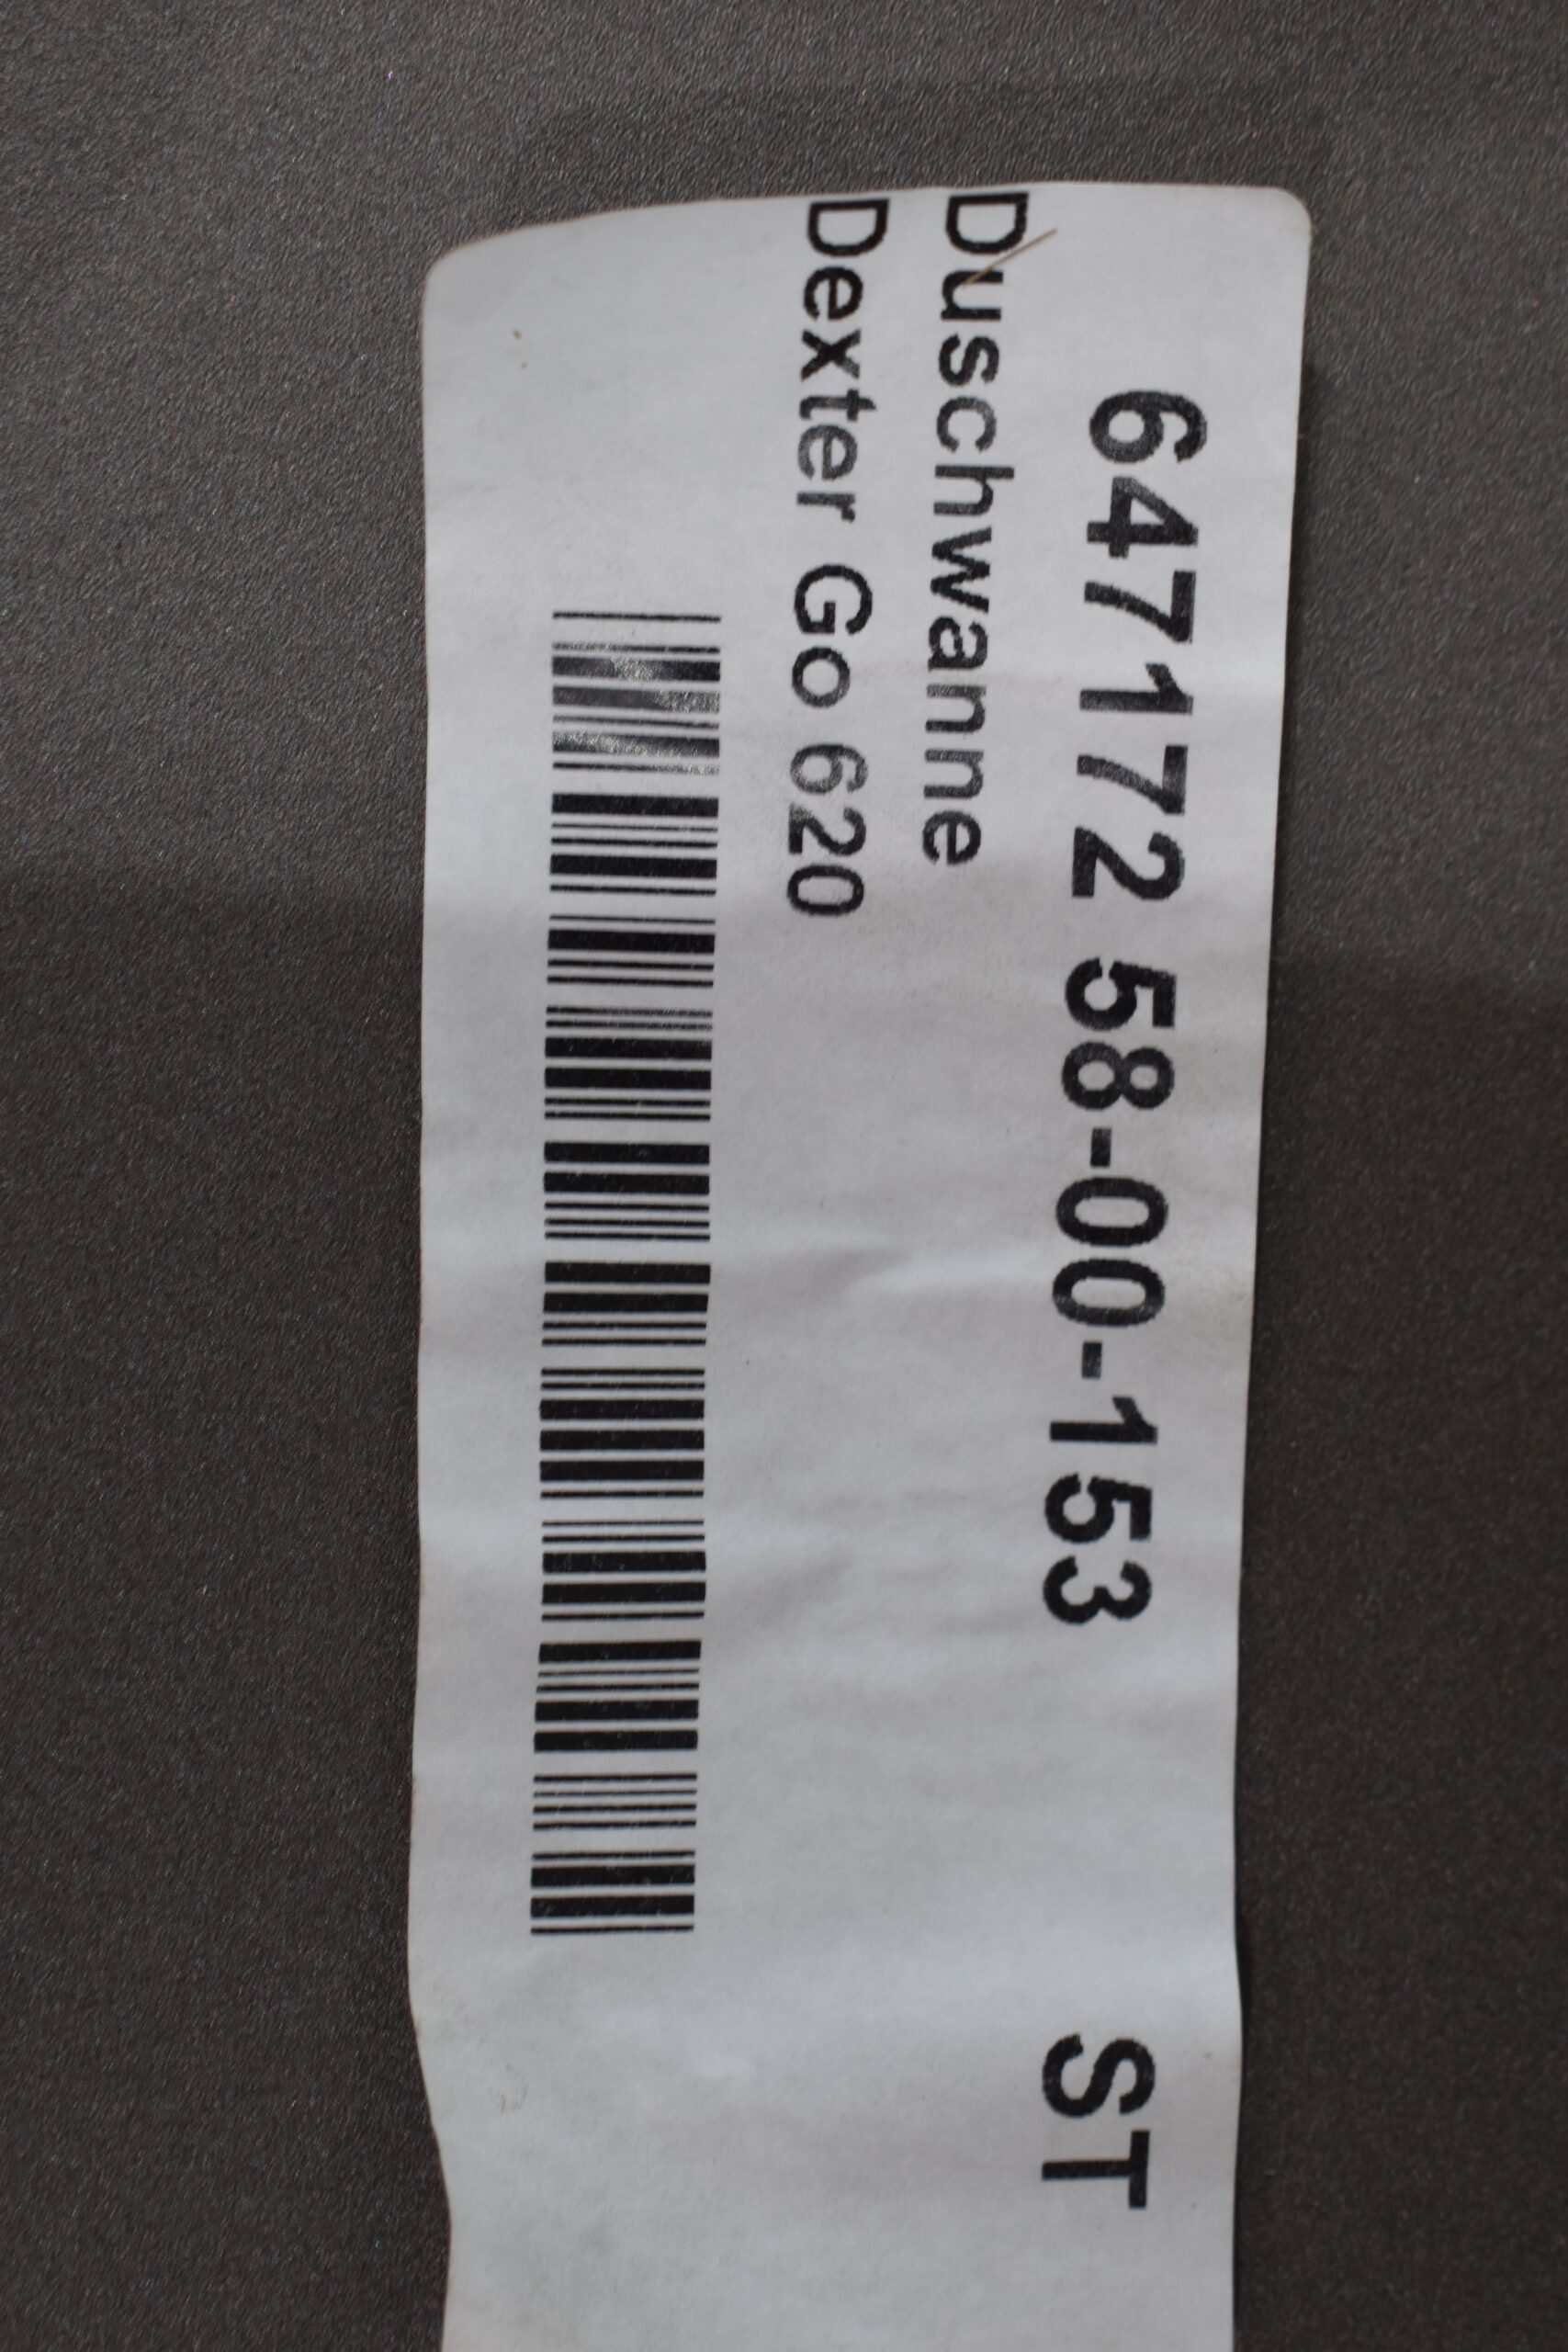 647172 58-00-153 ST
Duschwanne
Dexter Go 620